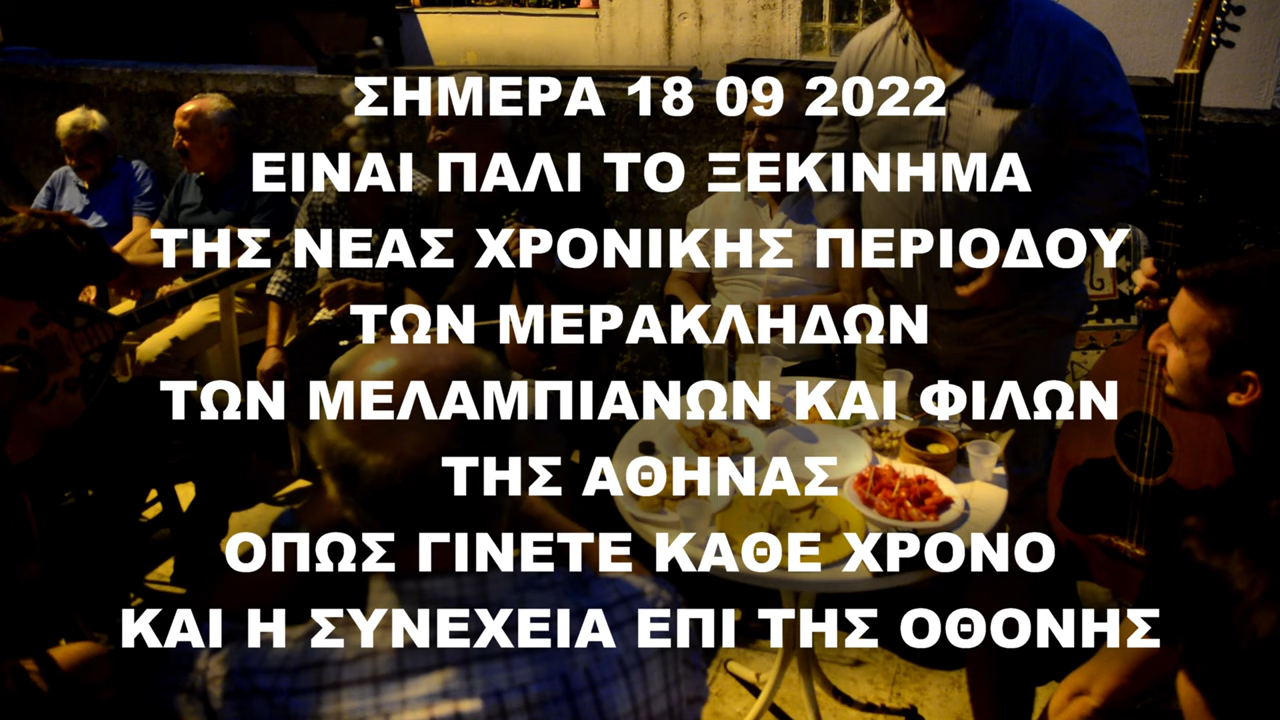 ΣΗΜΕΡΑ 18 09 2022
ΕΙΝΑΙ ΠΑΛΙ ΤΟ ΞΕΚΙΝΗΜΑ
ΤΗΣ ΝΕΑΣ ΧΡΟΝΙΚΗΣ ΠΕΡΙΟΔΟΥ
ΤΩΝ ΜΕΡΑΚΛΗΔΩΝ
ΤΩΝ ΜΕΛΑΜΠΙΑΝΩΝ ΚΑΙ ΦΙΛΩΝ
ΤΗΣ ΑΘΗΝΑΣ
ΟΠΩΣ ΓΙΝΕΤΕ ΚΑΘΕ ΧΡΟΝΟ
ΚΑΙ Η ΣΥΝΕΧΕΙΑ ΕΠΙ ΤΗΣ ΟΘΟΝΗΣ